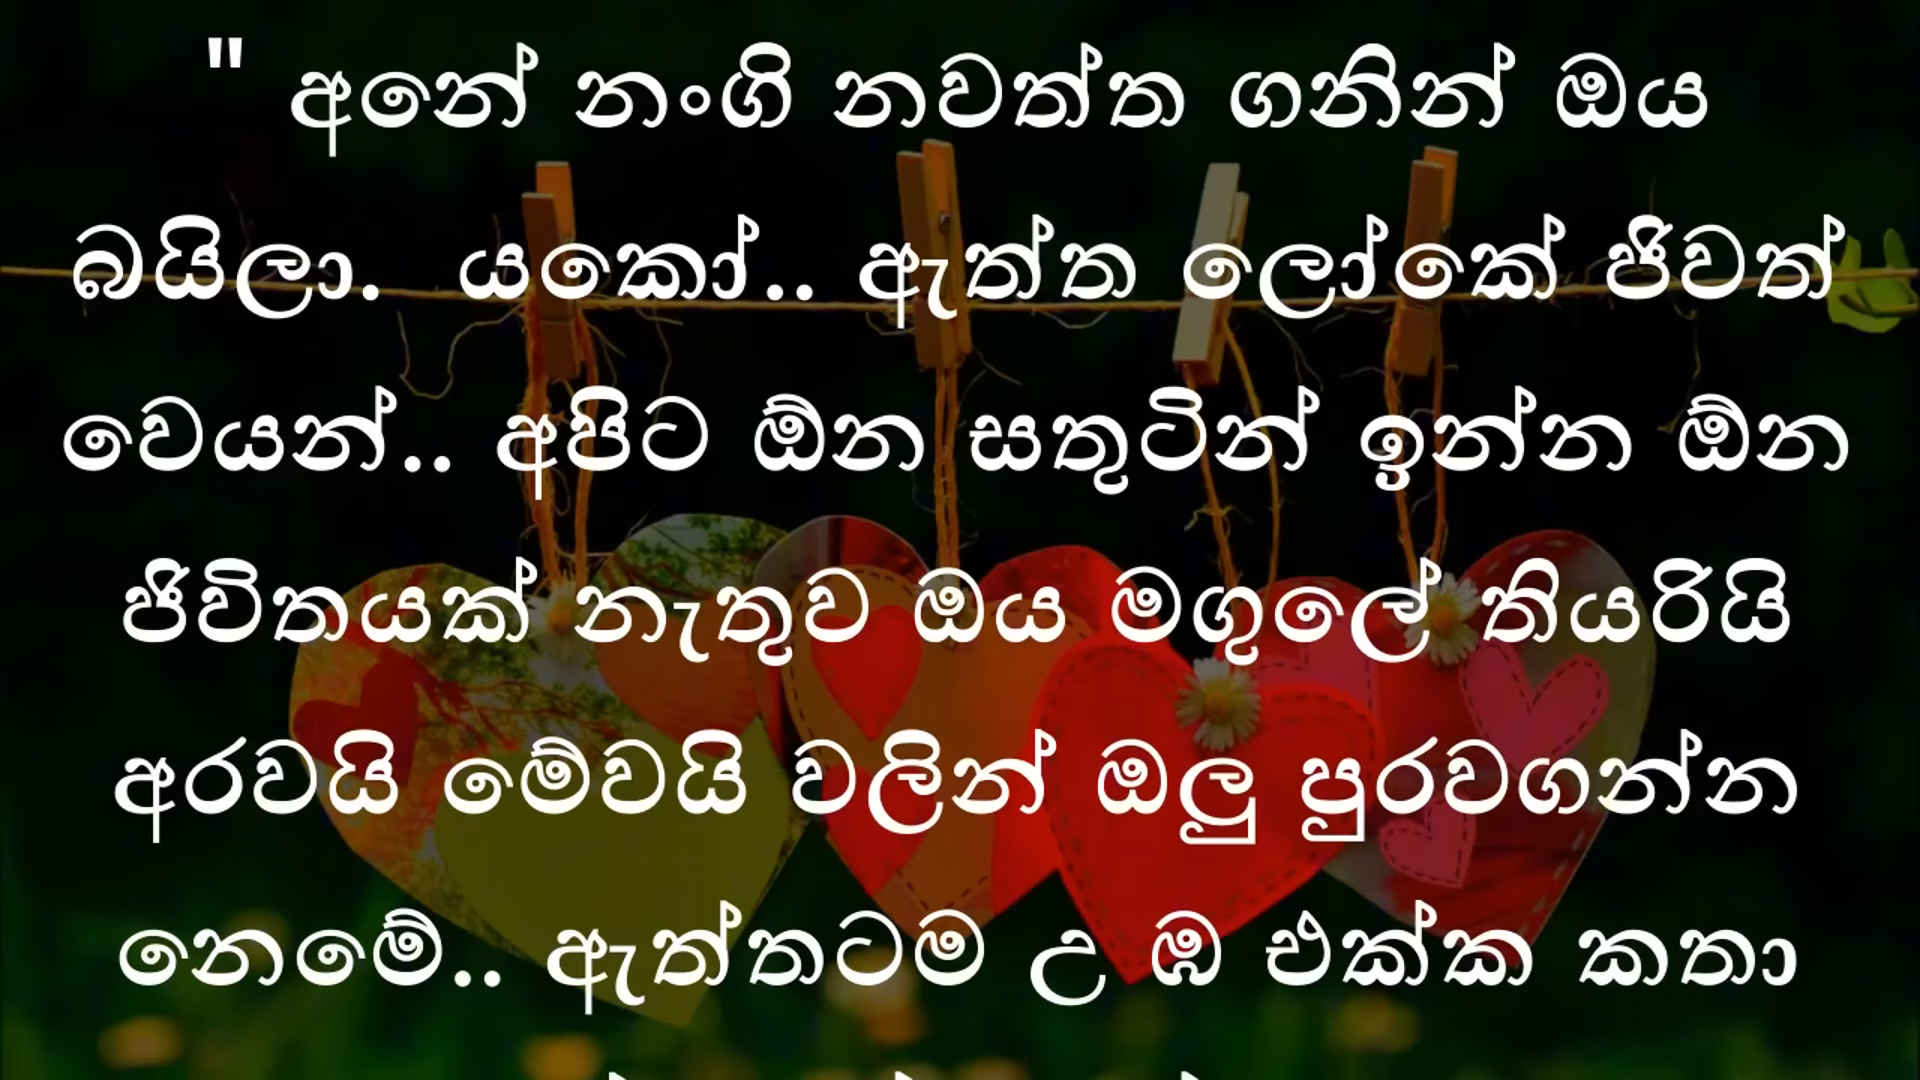 " අනේ නංගි නවත්ත ගනින් ඔය
බයිලා.  යකෝ.. ඇත්ත ලෝකේ ජිවත්
වෙයන්.. අපිට ඕන සතුටින් ඉන්න ඕන
ජිවිතයක් නැතුව ඔය මගුලේ තියරියි
අරවයි මේවයි වලින් ඔලු පුරවගන්න
නෙමේ.. ඇත්තටම උ ඹ එක්ක කතා